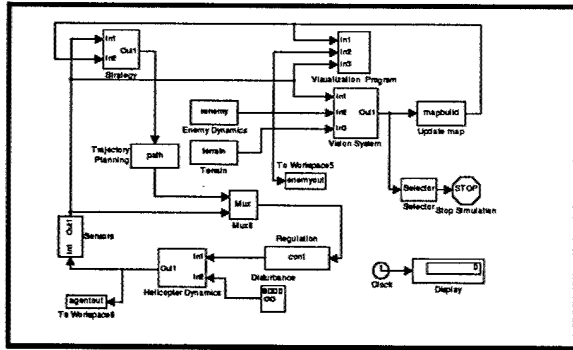 In1
Out1
In2
Strategy
In1
In2
In3
Visualization Program
enemy
Enemy Dynamics
In1
Out1
In2
In3
Vision System
mapbuild
Update map
terrain
Terrain
Trajectory
Planning
path
To Workspace5
enemyout
Selector
Selector
STOP
Stop Simulation
Mux
Mux8
Out1
In1
Sensors
Regulation
cont
Out1
In1
In2
Helicopter Dynamics
Disturbance
agentout
To Workspace6
Clock
0
Display